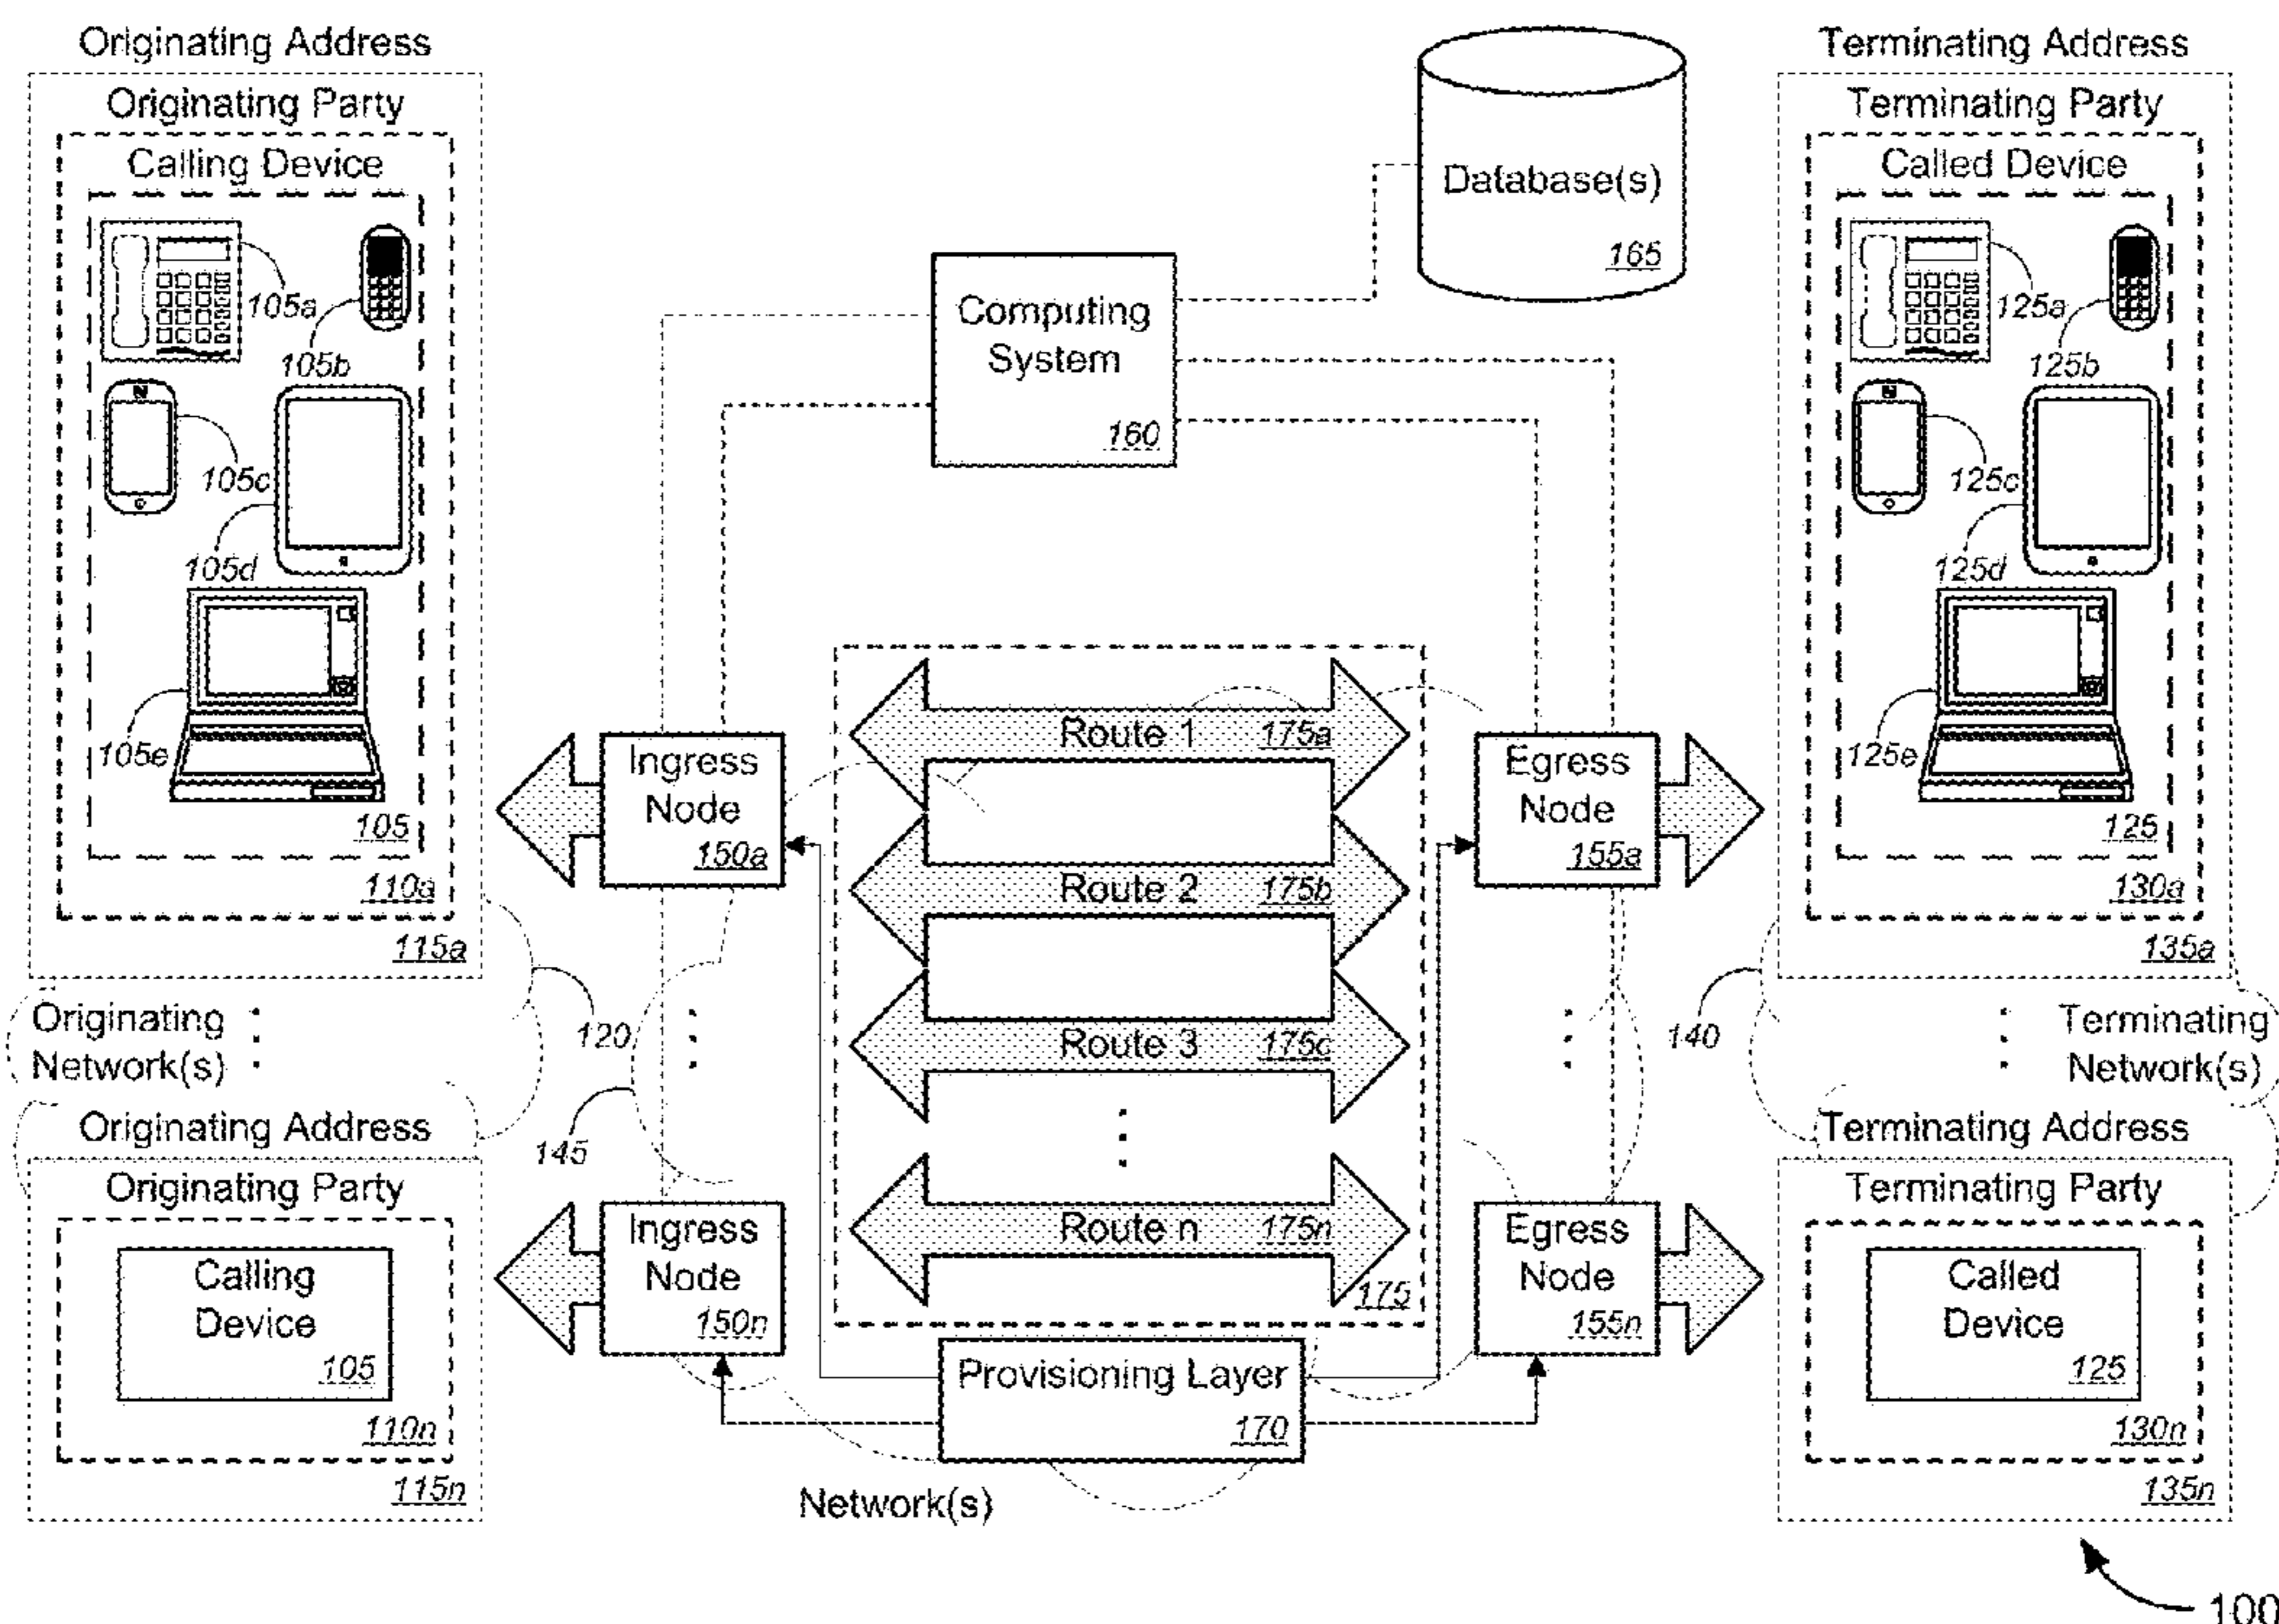 Originating Address
Originating Party
Calling Device
105a
105b
105c
105d
105e
105
110a
115a
Originating
Network(s)
120
145
Originating Address
Originating Party
Calling
Device
105
110n
115n
Database(s)
165
Computing
System
160
Ingress
Node
150a
Ingress
Node
150n
Route 1 175a
Route 2 175b
Route 3 175c
Route n 175n
175
Provisioning Layer
170
Network(s)
Egress
Node
155a
Egress
Node
155n
Terminating Address
Terminating Party
Called Device
125a
125b
125c
125d
125e
125
130a
135a
140
Terminating
Network(s)
Terminating Address
Terminating Party
Called
Device
125
130n
135n
100